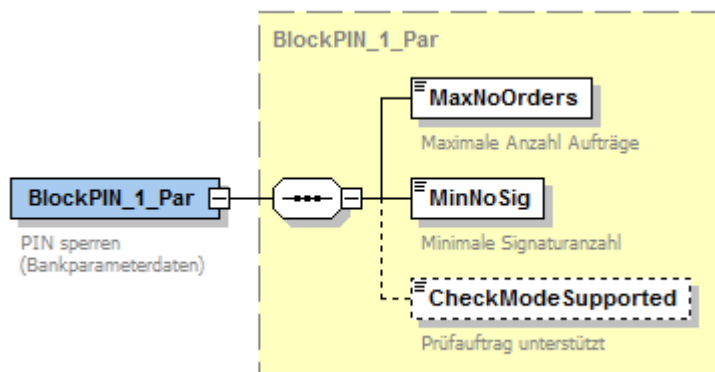 BlockPIN_1_Par
MaxNoOrders
Maximale Anzahl Aufträge
BlockPIN_1_Par
PIN sperren
(Bankparameterdaten)
MinNoSig
Minimale Signaturanzahl
CheckModeSupported
Prüfauftrag unterstützt